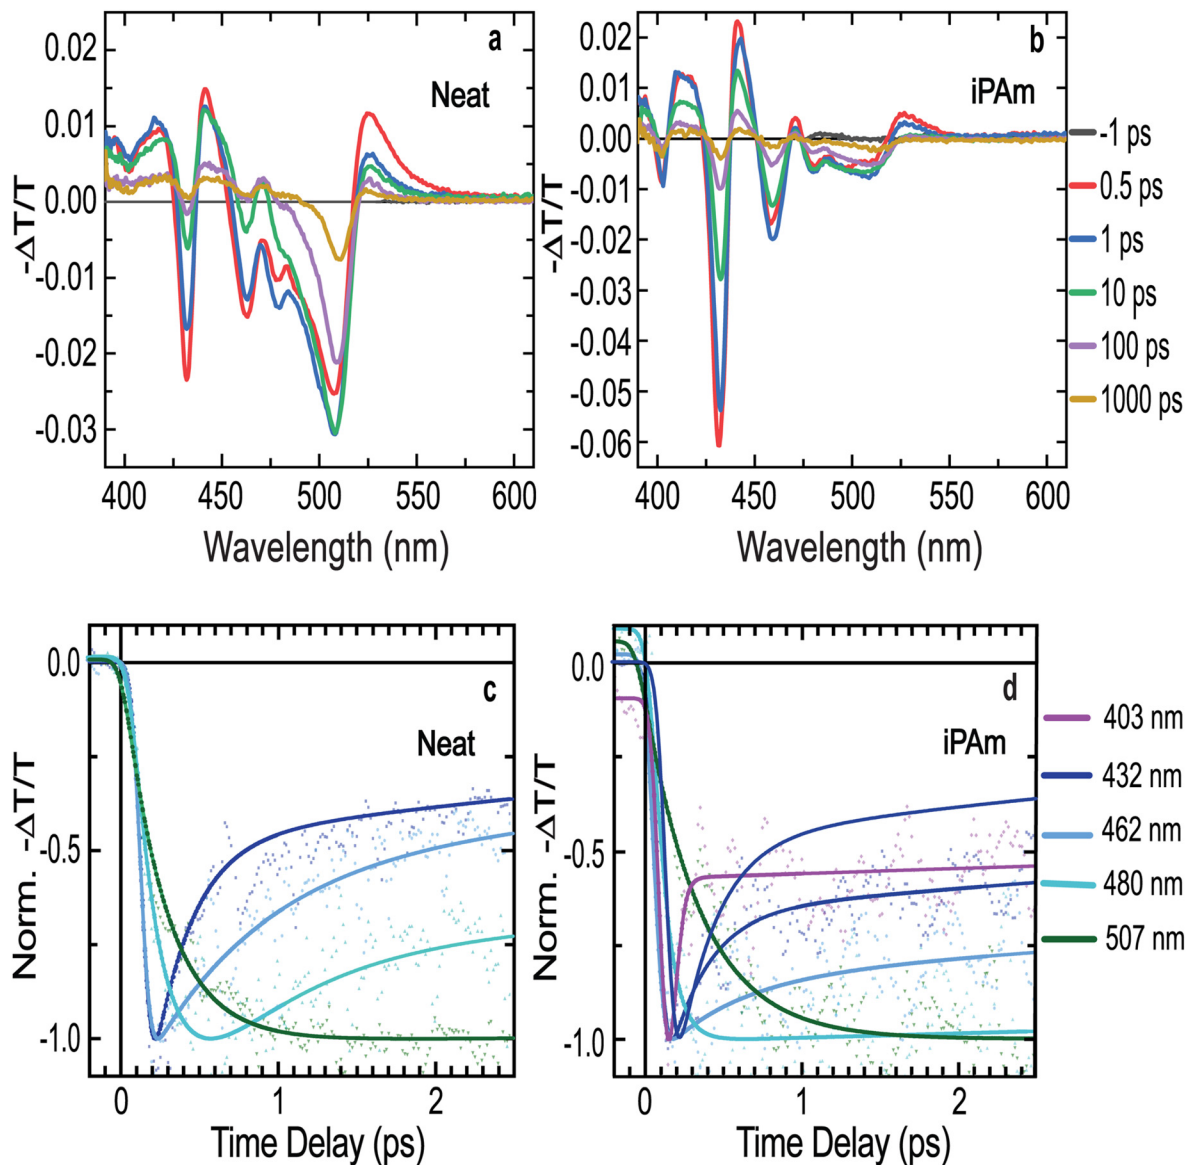 a
Neat
0.02
0.01
0.00
-0.01
-0.02
-0.03
-ΔT/T
400 450 500 550 600
Wavelength (nm)
b
iPAm
0.02
0.01
0.00
-0.01
-0.02
-0.03
-0.04
-0.05
-0.06
-ΔT/T
400 450 500 550 600
Wavelength (nm)
-1 ps
0.5 ps
1 ps
10 ps
100 ps
1000 ps
c
Neat
0.0
-0.5
-1.0
Norm. -ΔT/T
0 1 2
Time Delay (ps)
d
iPAm
0.0
-0.5
-1.0
Norm. -ΔT/T
0 1 2
Time Delay (ps)
403 nm
432 nm
462 nm
480 nm
507 nm